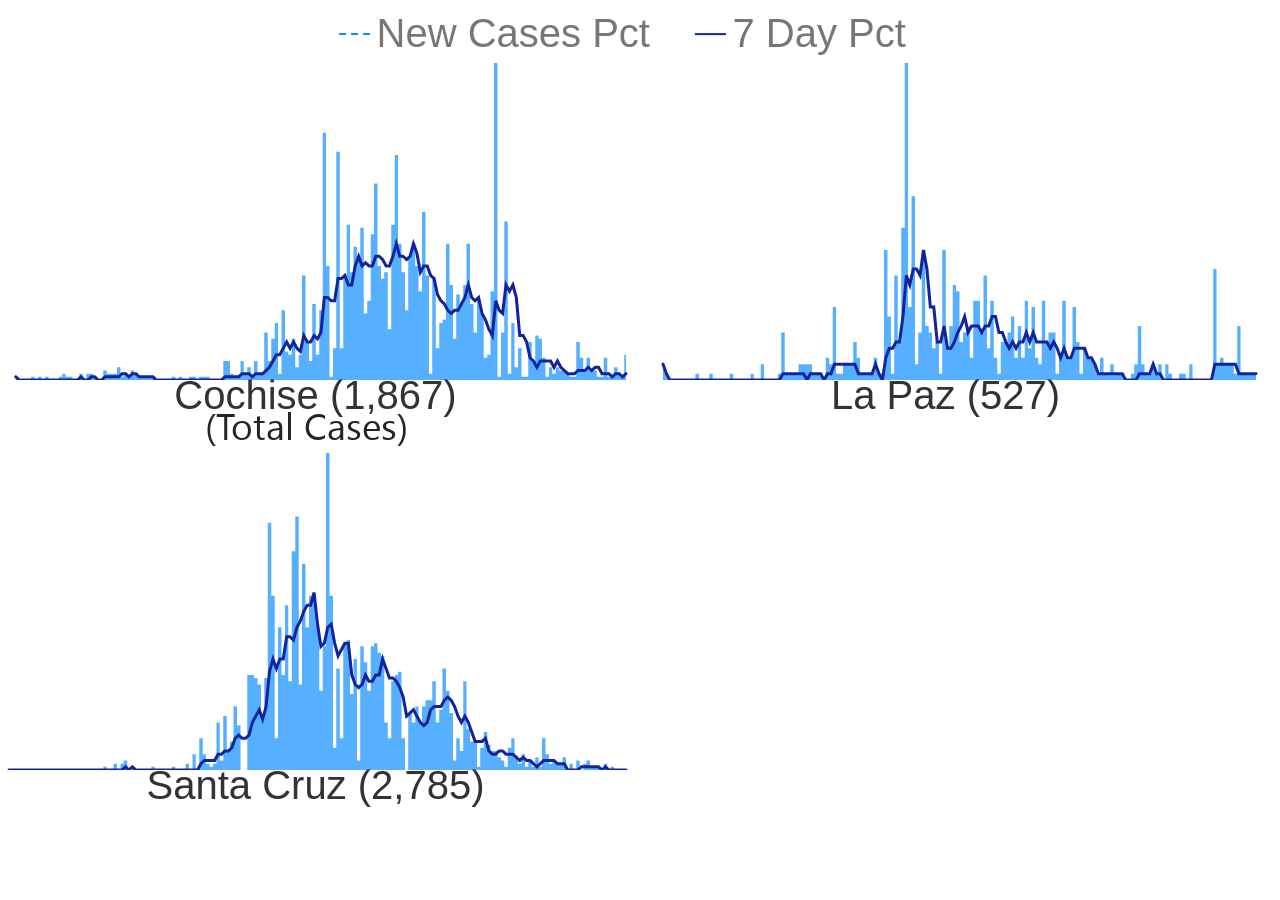 New Cases Pct 7 Day Pct
Cochise (1,867) La Paz (527)
(Total Cases)
Santa Cruz (2,785)